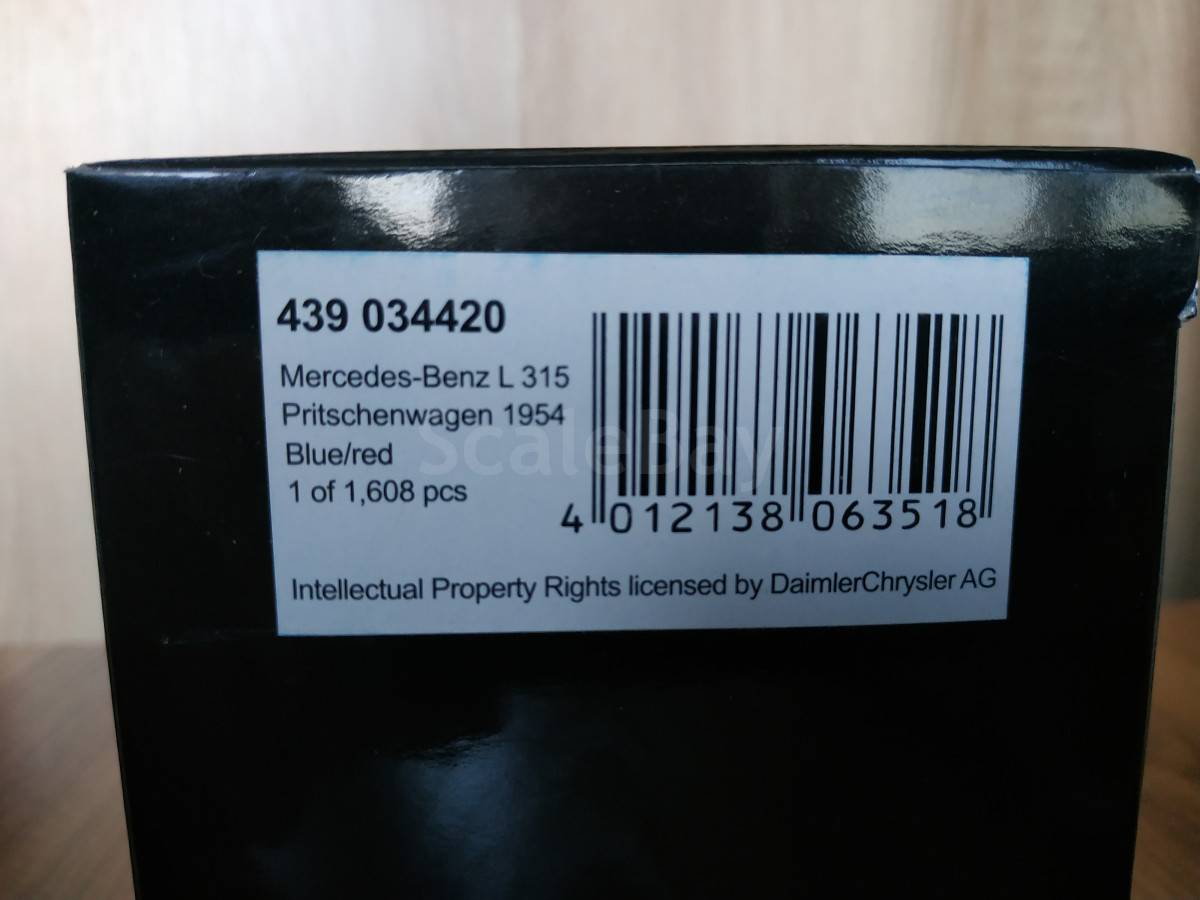 439 034420
Mercedes-Benz L 315
Pritschenwagen 1954
Blue/red
1 of 1,608 pcs
4 012138 063518
Intellectual Property Rights licensed by DaimlerChrysler AG
ScaleBay